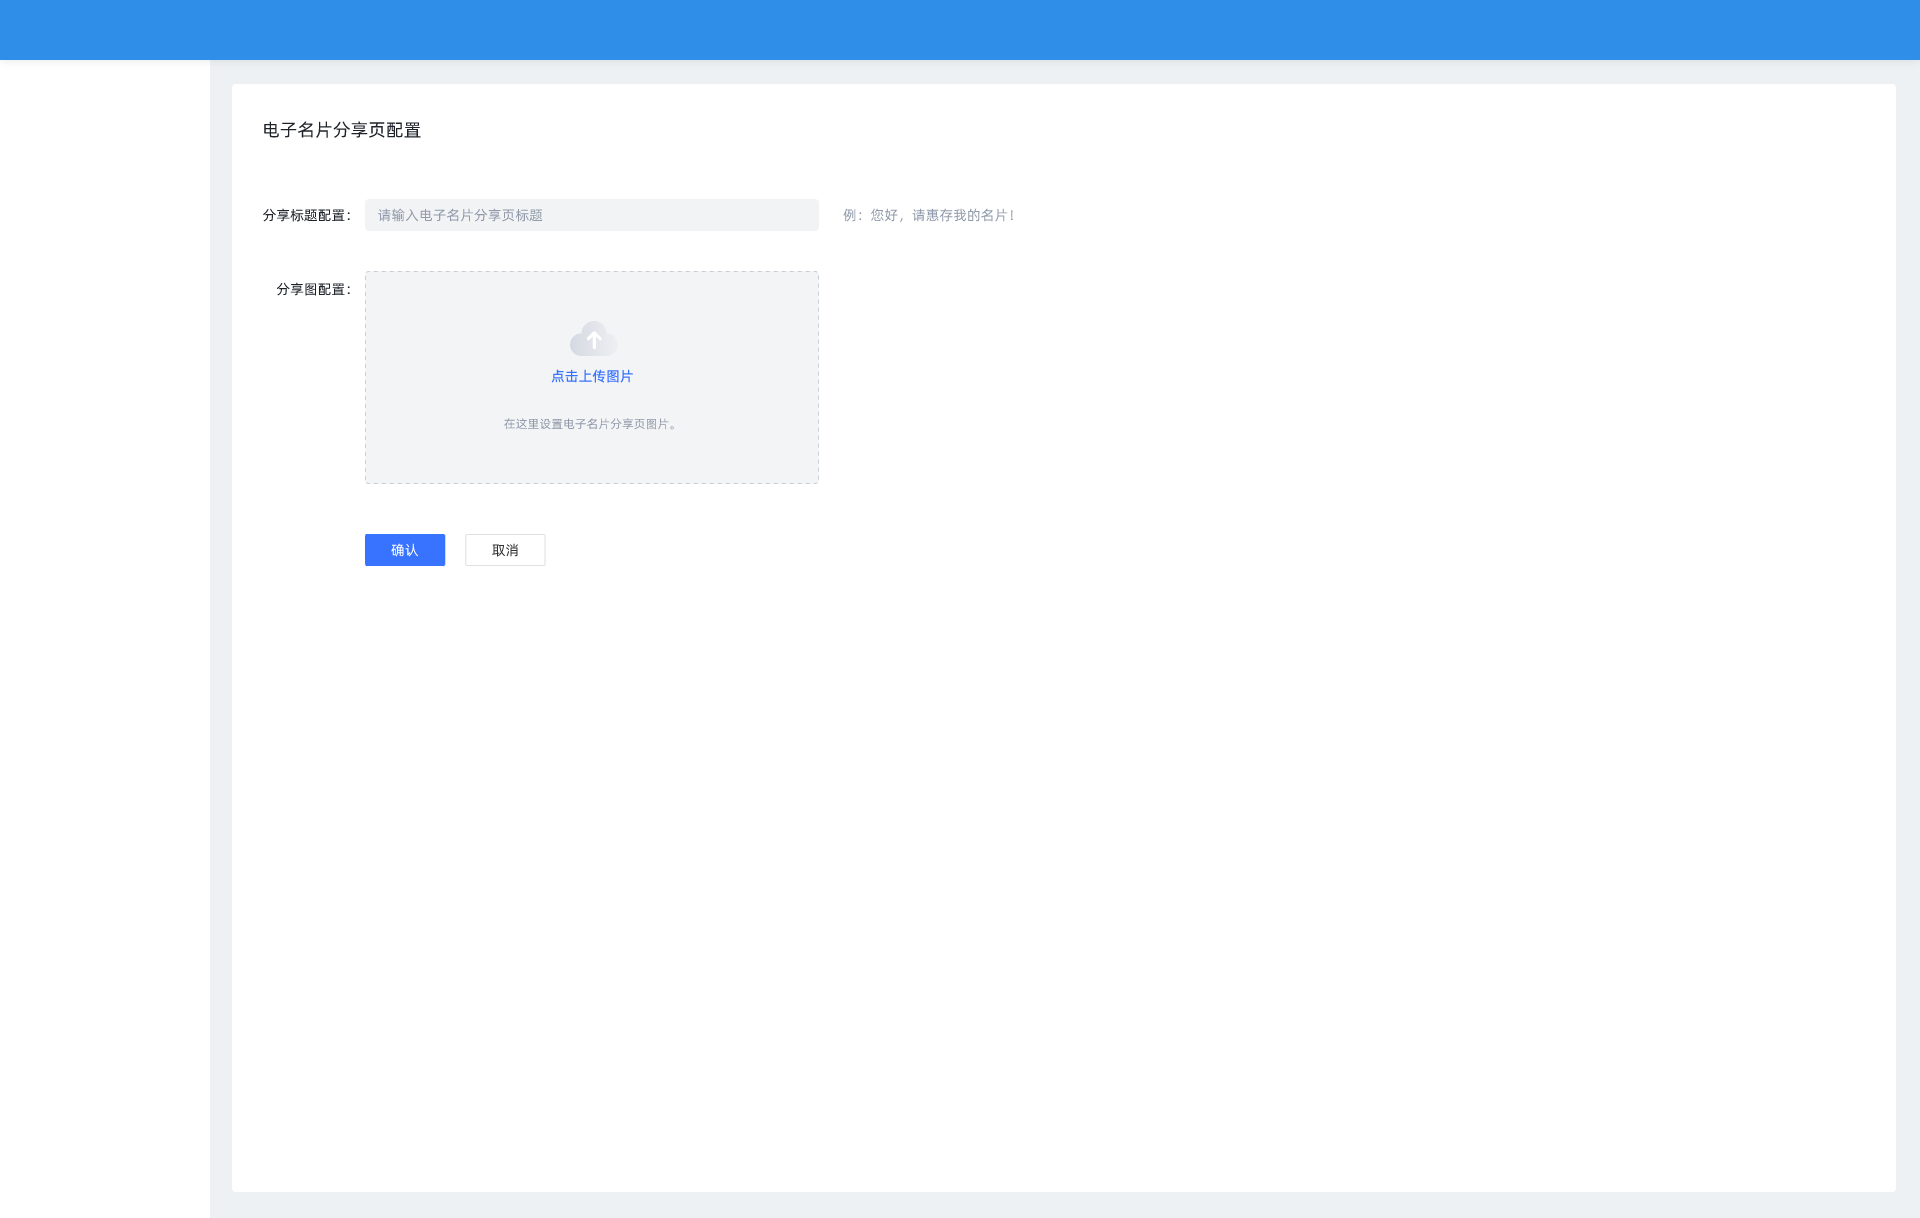 电子名片分享页配置
分享标题配置： 请输入电子名片分享页标题 例：您好，请惠存我的名片！
分享图配置：
点击上传图片
在这里设置电子名片分享页图片。
确认 取消